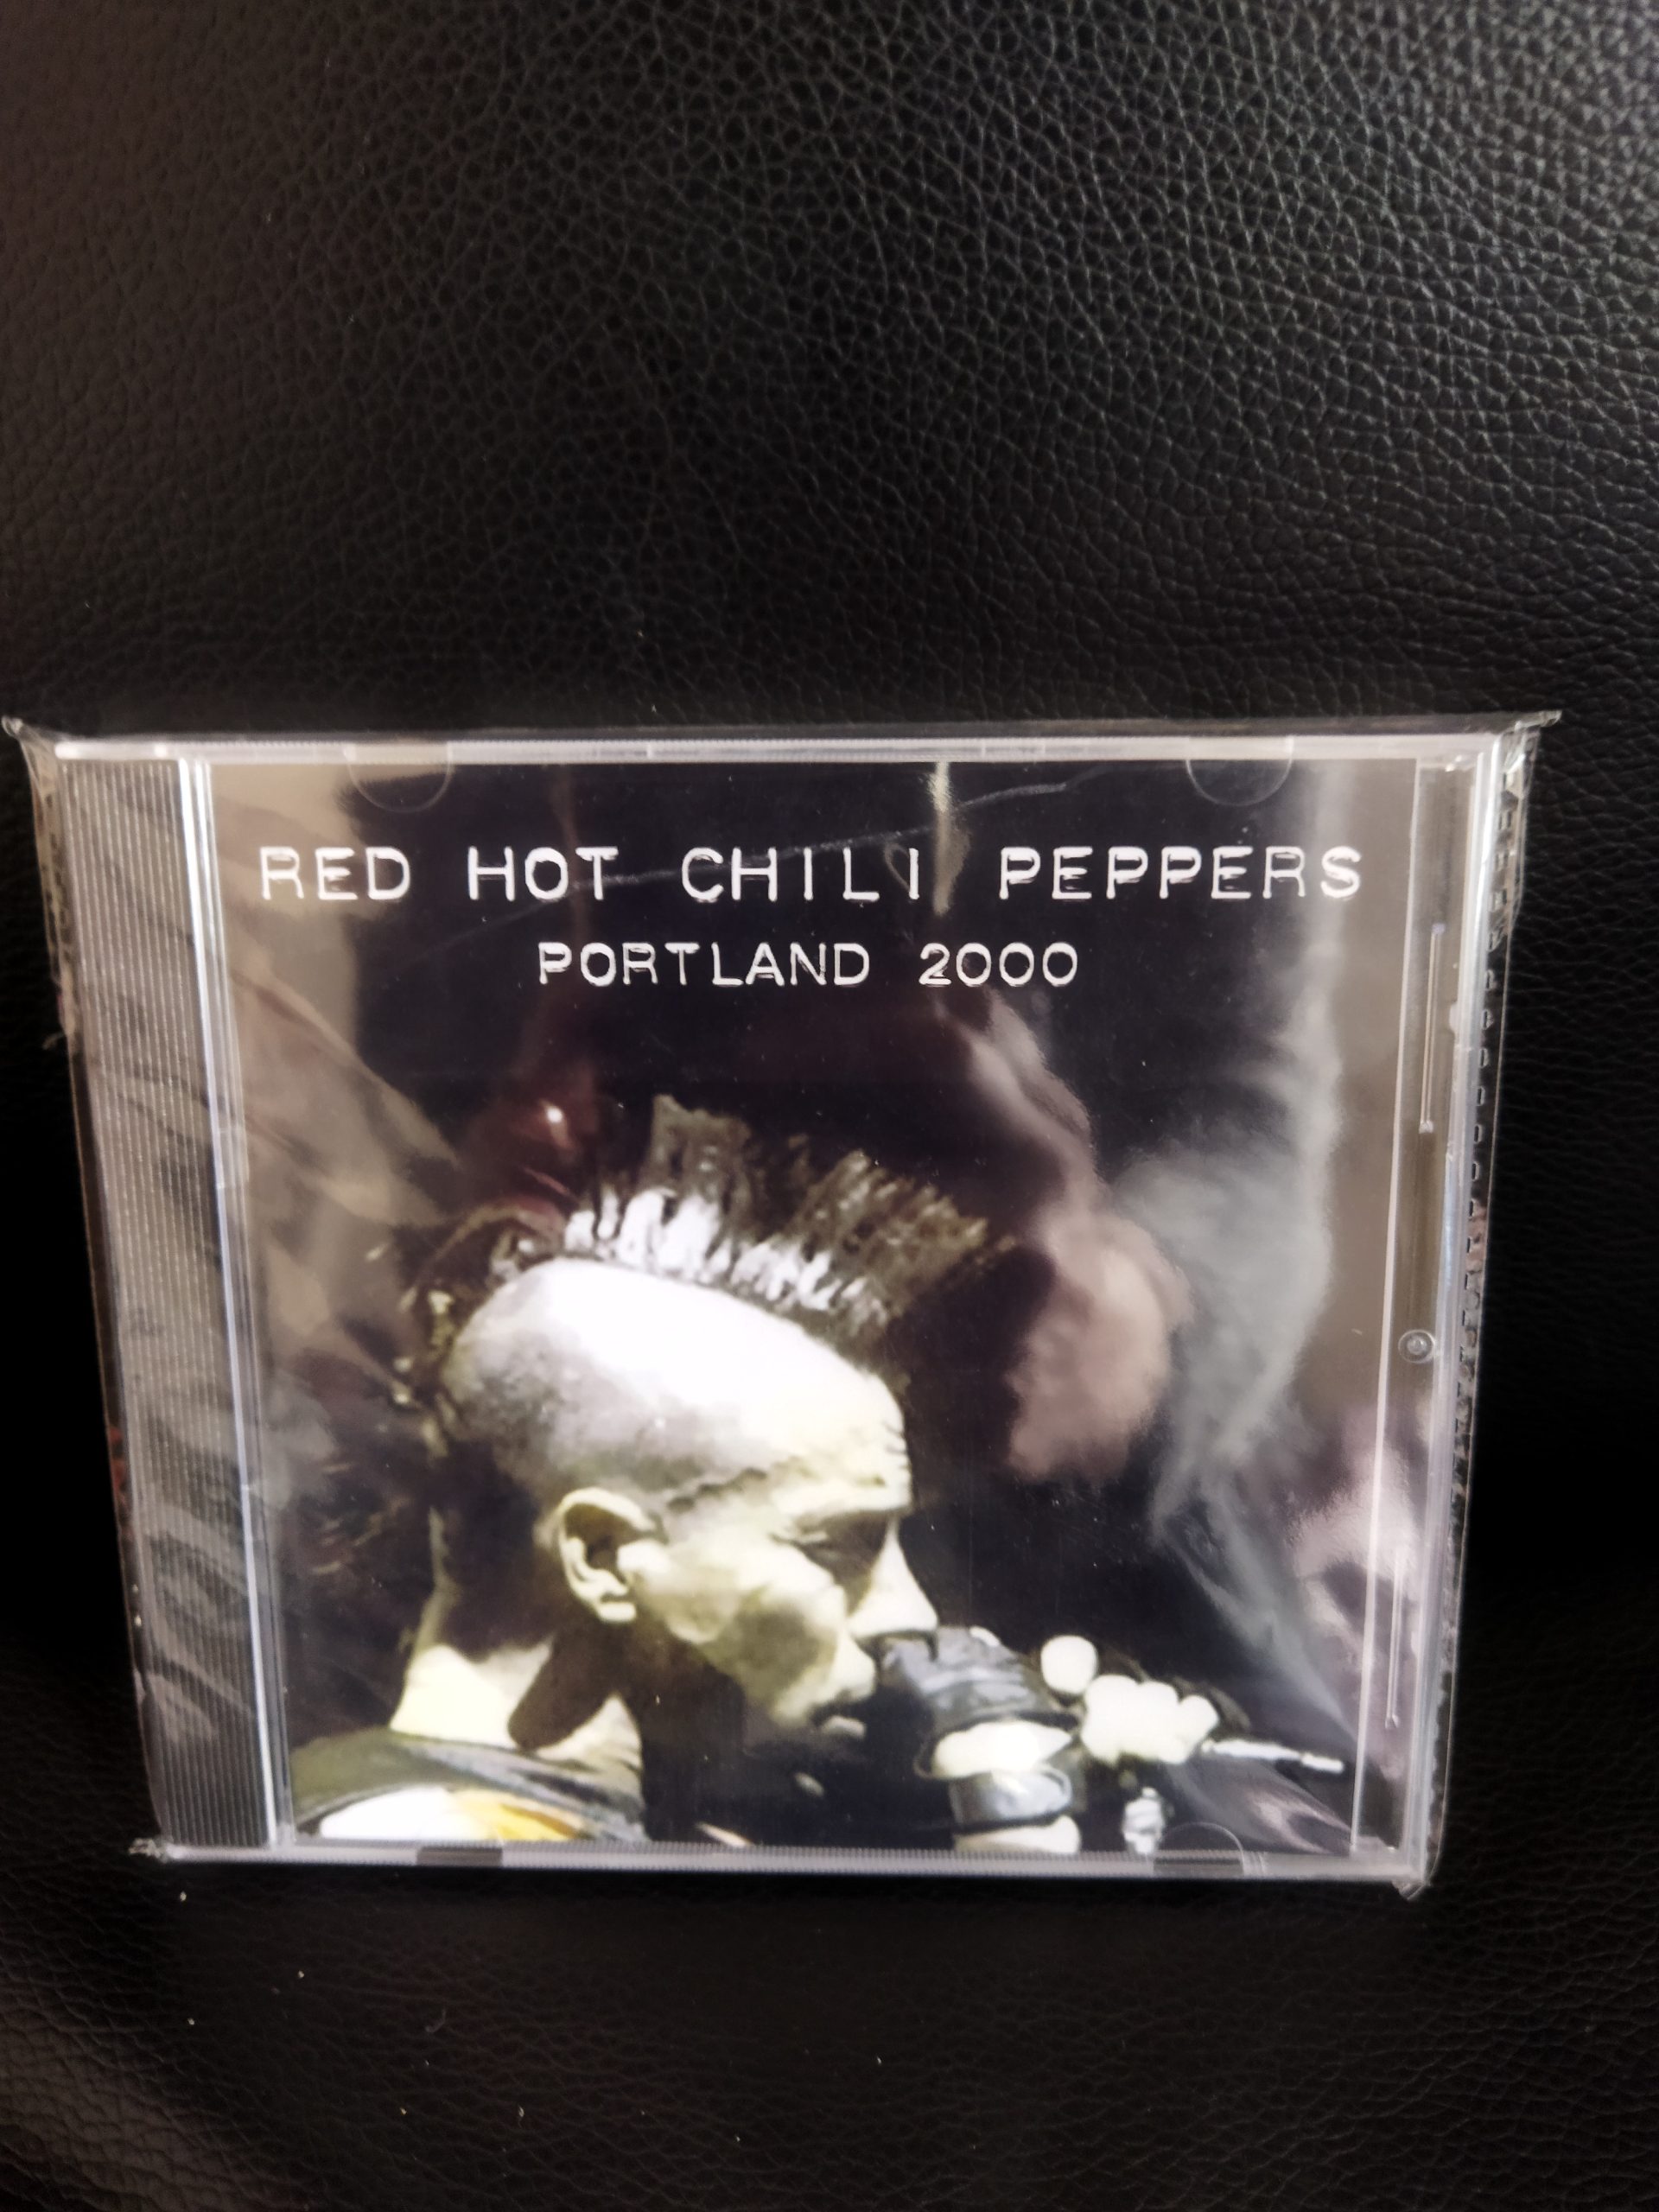 RED HOT CHILI PEPPERS
PORTLAND 2000